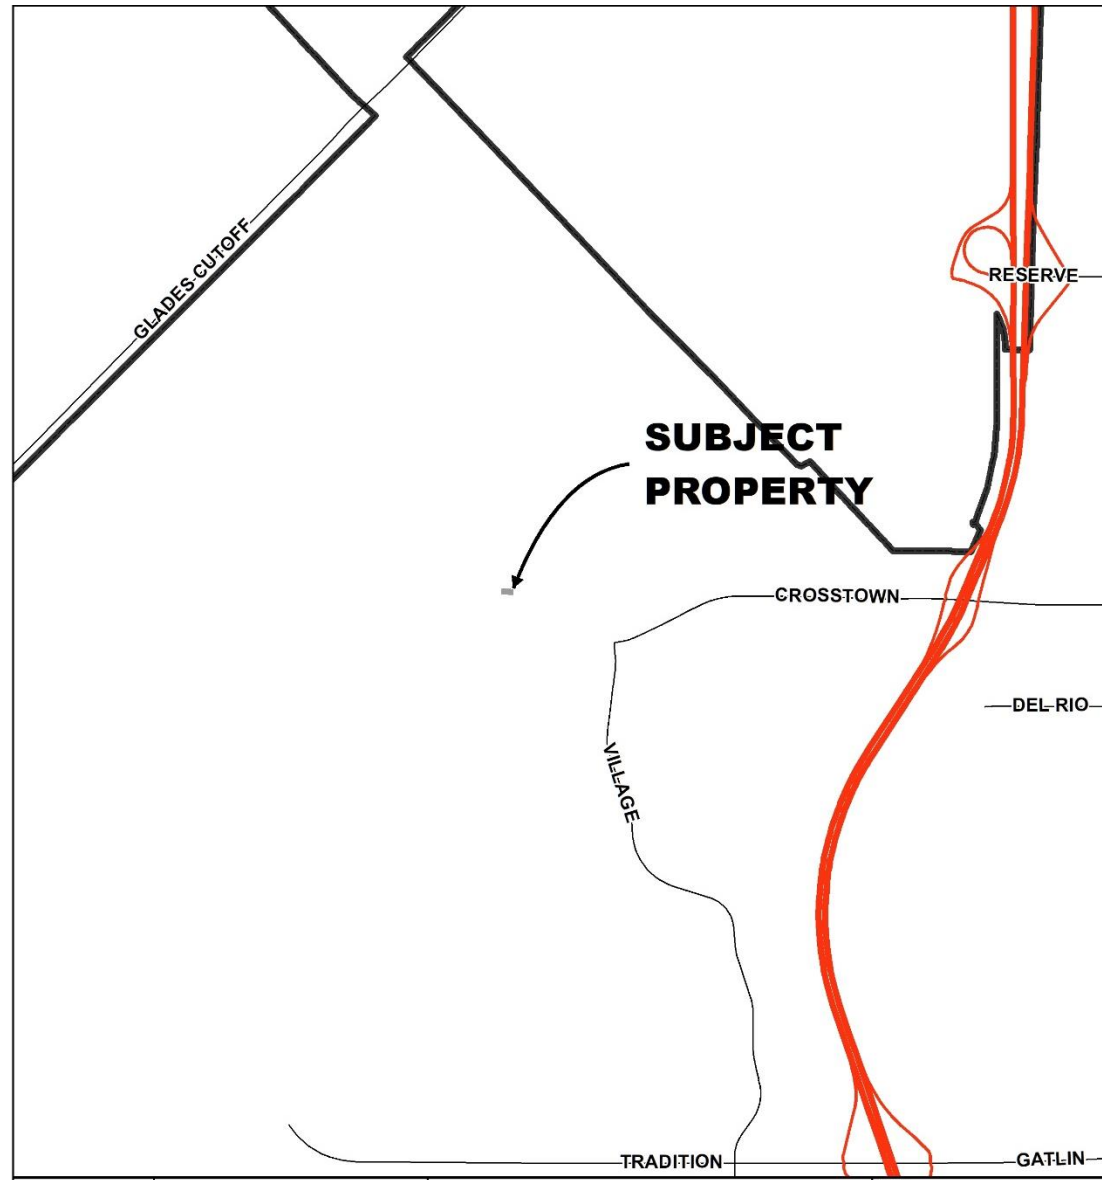 GLADES CUTOFF
RESERVE
SUBJECT
PROPERTY
CROSSTOWN
DEL RIO
VILLAGE
TRADITION
GATLIN